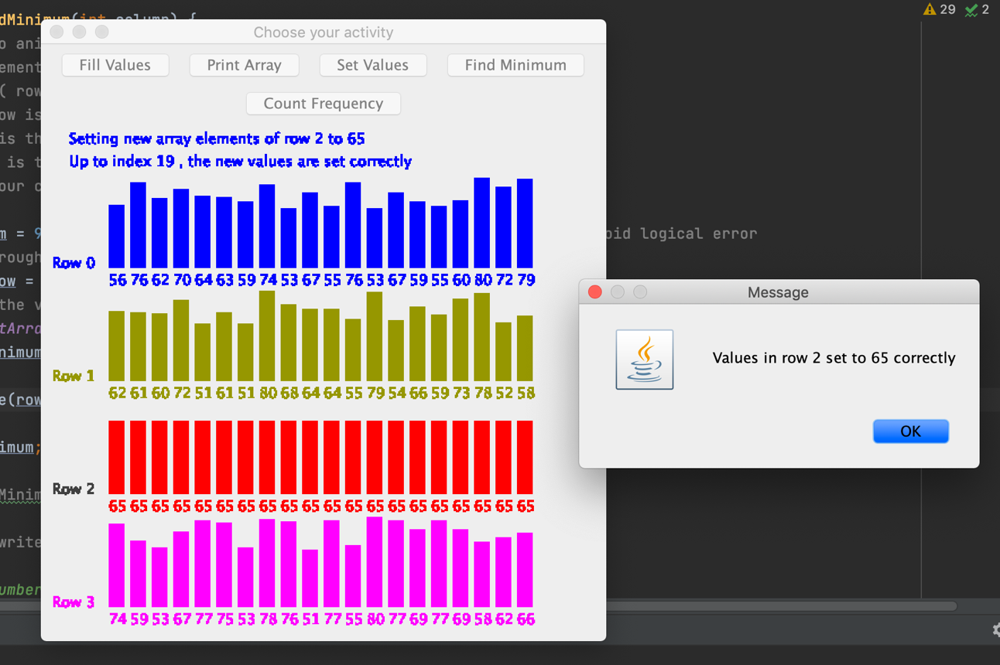 dMinimum(int column) {
29 2
Choose your activity
Fill Values Print Array Set Values Find Minimum
Count Frequency
Setting new array elements of row 2 to 65
Up to index 19 , the new values are set correctly
Row 0
56 76 62 70 64 63 59 74 53 67 55 76 53 67 59 55 60 80 72 79
Row 1
62 61 60 72 51 61 51 80 68 64 64 55 79 54 66 59 73 78 52 58
Row 2
65 65 65 65 65 65 65 65 65 65 65 65 65 65 65 65 65 65 65 65
Row 3
74 59 53 67 77 75 53 78 76 51 77 55 80 77 69 77 69 58 62 66
o ani
ement
( row
ow is
is th
is t
our c
m = 9
oid logical error
rough
ow =
the v
tArra
nimum
e(row
imum;
Minim
write
umber
Message
Values in row 2 set to 65 correctly
OK